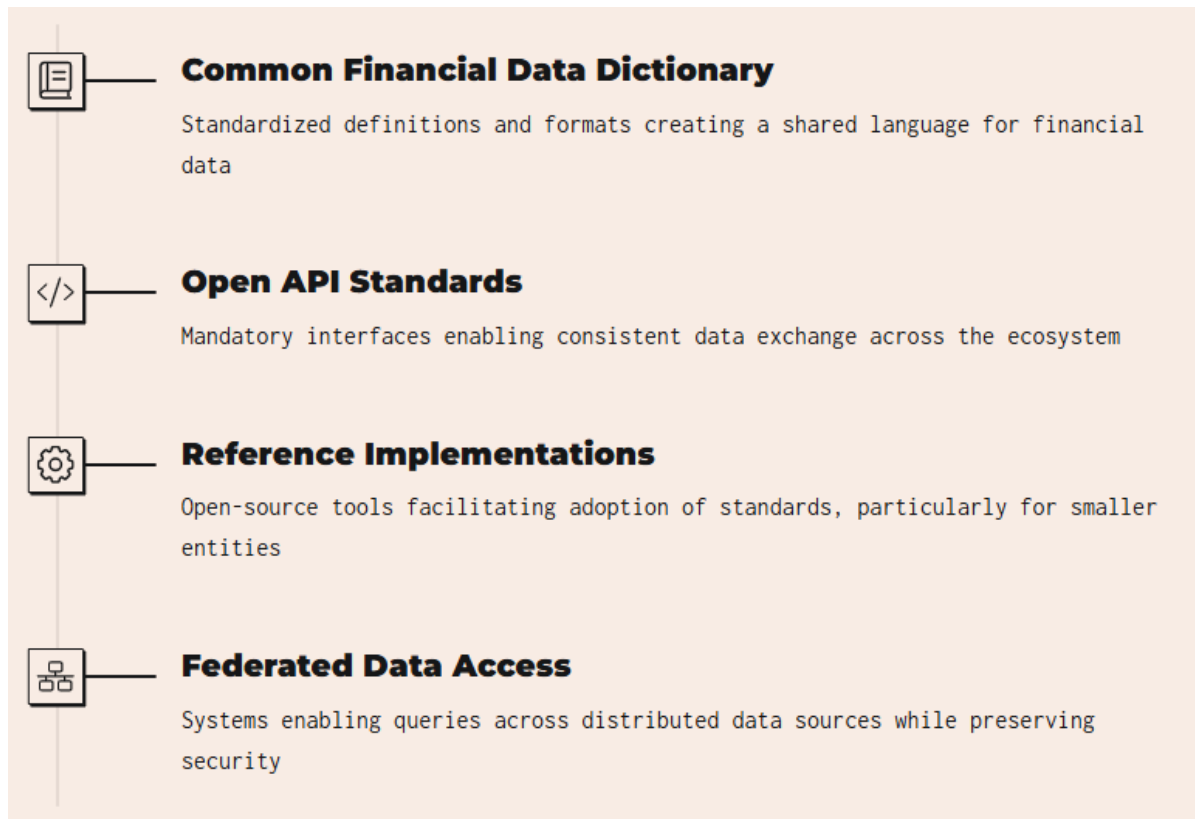 Common Financial Data Dictionary
Standardized definitions and formats creating a shared language for financial
data
</>
Open API Standards
Mandatory interfaces enabling consistent data exchange across the ecosystem
Reference Implementations
Open-source tools facilitating adoption of standards, particularly for smaller
entities
Federated Data Access
Systems enabling queries across distributed data sources while preserving
security